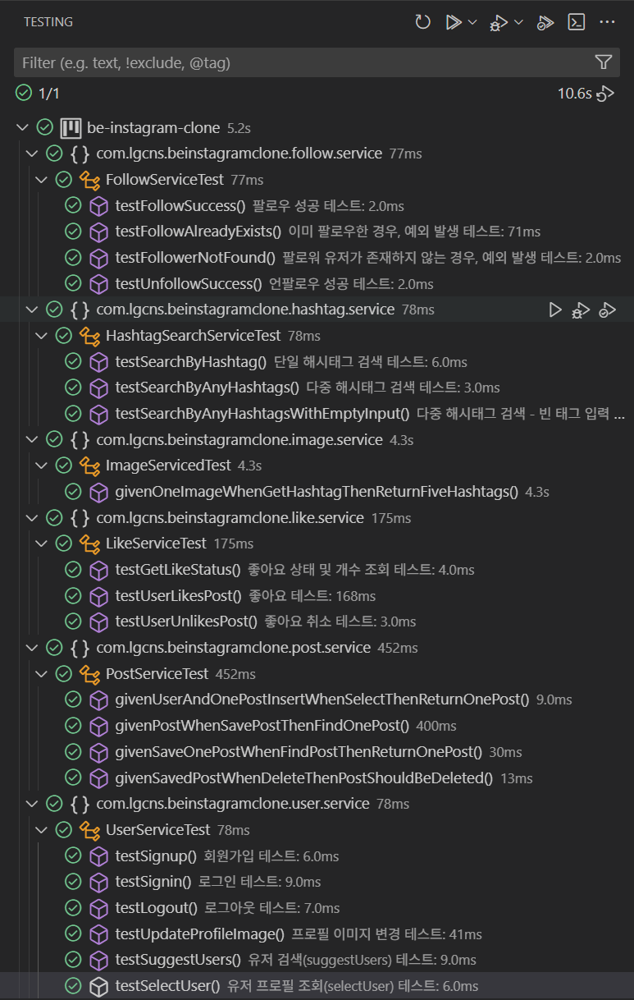 TESTING
Filter (e.g. text, !exclude, @tag)
1/1 10.6s
be-instagram-clone 5.2s
{ } com.lgcns.beinstagramclone.follow.service 77ms
FollowServiceTest 77ms
testFollowSuccess() 팔로우 성공 테스트: 2.0ms
testFollowAlreadyExists() 이미 팔로우한 경우, 예외 발생 테스트: 71ms
testFollowerNotFound() 팔로워 유저가 존재하지 않는 경우, 예외 발생 테스트: 2.0ms
testUnfollowSuccess() 언팔로우 성공 테스트: 2.0ms
{ } com.lgcns.beinstagramclone.hashtag.service 78ms
HashtagSearchServiceTest 78ms
testSearchByHashtag() 단일 해시태그 검색 테스트: 6.0ms
testSearchByAnyHashtags() 다중 해시태그 검색 테스트: 3.0ms
testSearchByAnyHashtagsWithEmptyInput() 다중 해시태그 검색 - 빈 태그 입력 ...
{ } com.lgcns.beinstagramclone.image.service 4.3s
ImageServicedTest 4.3s
givenOneImageWhenGetHashtagThenReturnFiveHashtags() 4.3s
{ } com.lgcns.beinstagramclone.like.service 175ms
LikeServiceTest 175ms
testGetLikeStatus() 좋아요 상태 및 개수 조회 테스트: 4.0ms
testUserLikesPost() 좋아요 테스트: 168ms
testUserUnlikesPost() 좋아요 취소 테스트: 3.0ms
{ } com.lgcns.beinstagramclone.post.service 452ms
PostServiceTest 452ms
givenUserAndOnePostInsertWhenSelectThenReturnOnePost() 9.0ms
givenPostWhenSavePostThenFindOnePost() 400ms
givenSaveOnePostWhenFindPostThenReturnOnePost() 30ms
givenSavedPostWhenDeleteThenPostShouldBeDeleted() 13ms
{ } com.lgcns.beinstagramclone.user.service 78ms
UserServiceTest 78ms
testSignup() 회원가입 테스트: 6.0ms
testSignin() 로그인 테스트: 9.0ms
testLogout() 로그아웃 테스트: 7.0ms
testUpdateProfileImage() 프로필 이미지 변경 테스트: 41ms
testSuggestUsers() 유저 검색(suggestUsers) 테스트: 9.0ms
testSelectUser() 유저 프로필 조회(selectUser) 테스트: 6.0ms